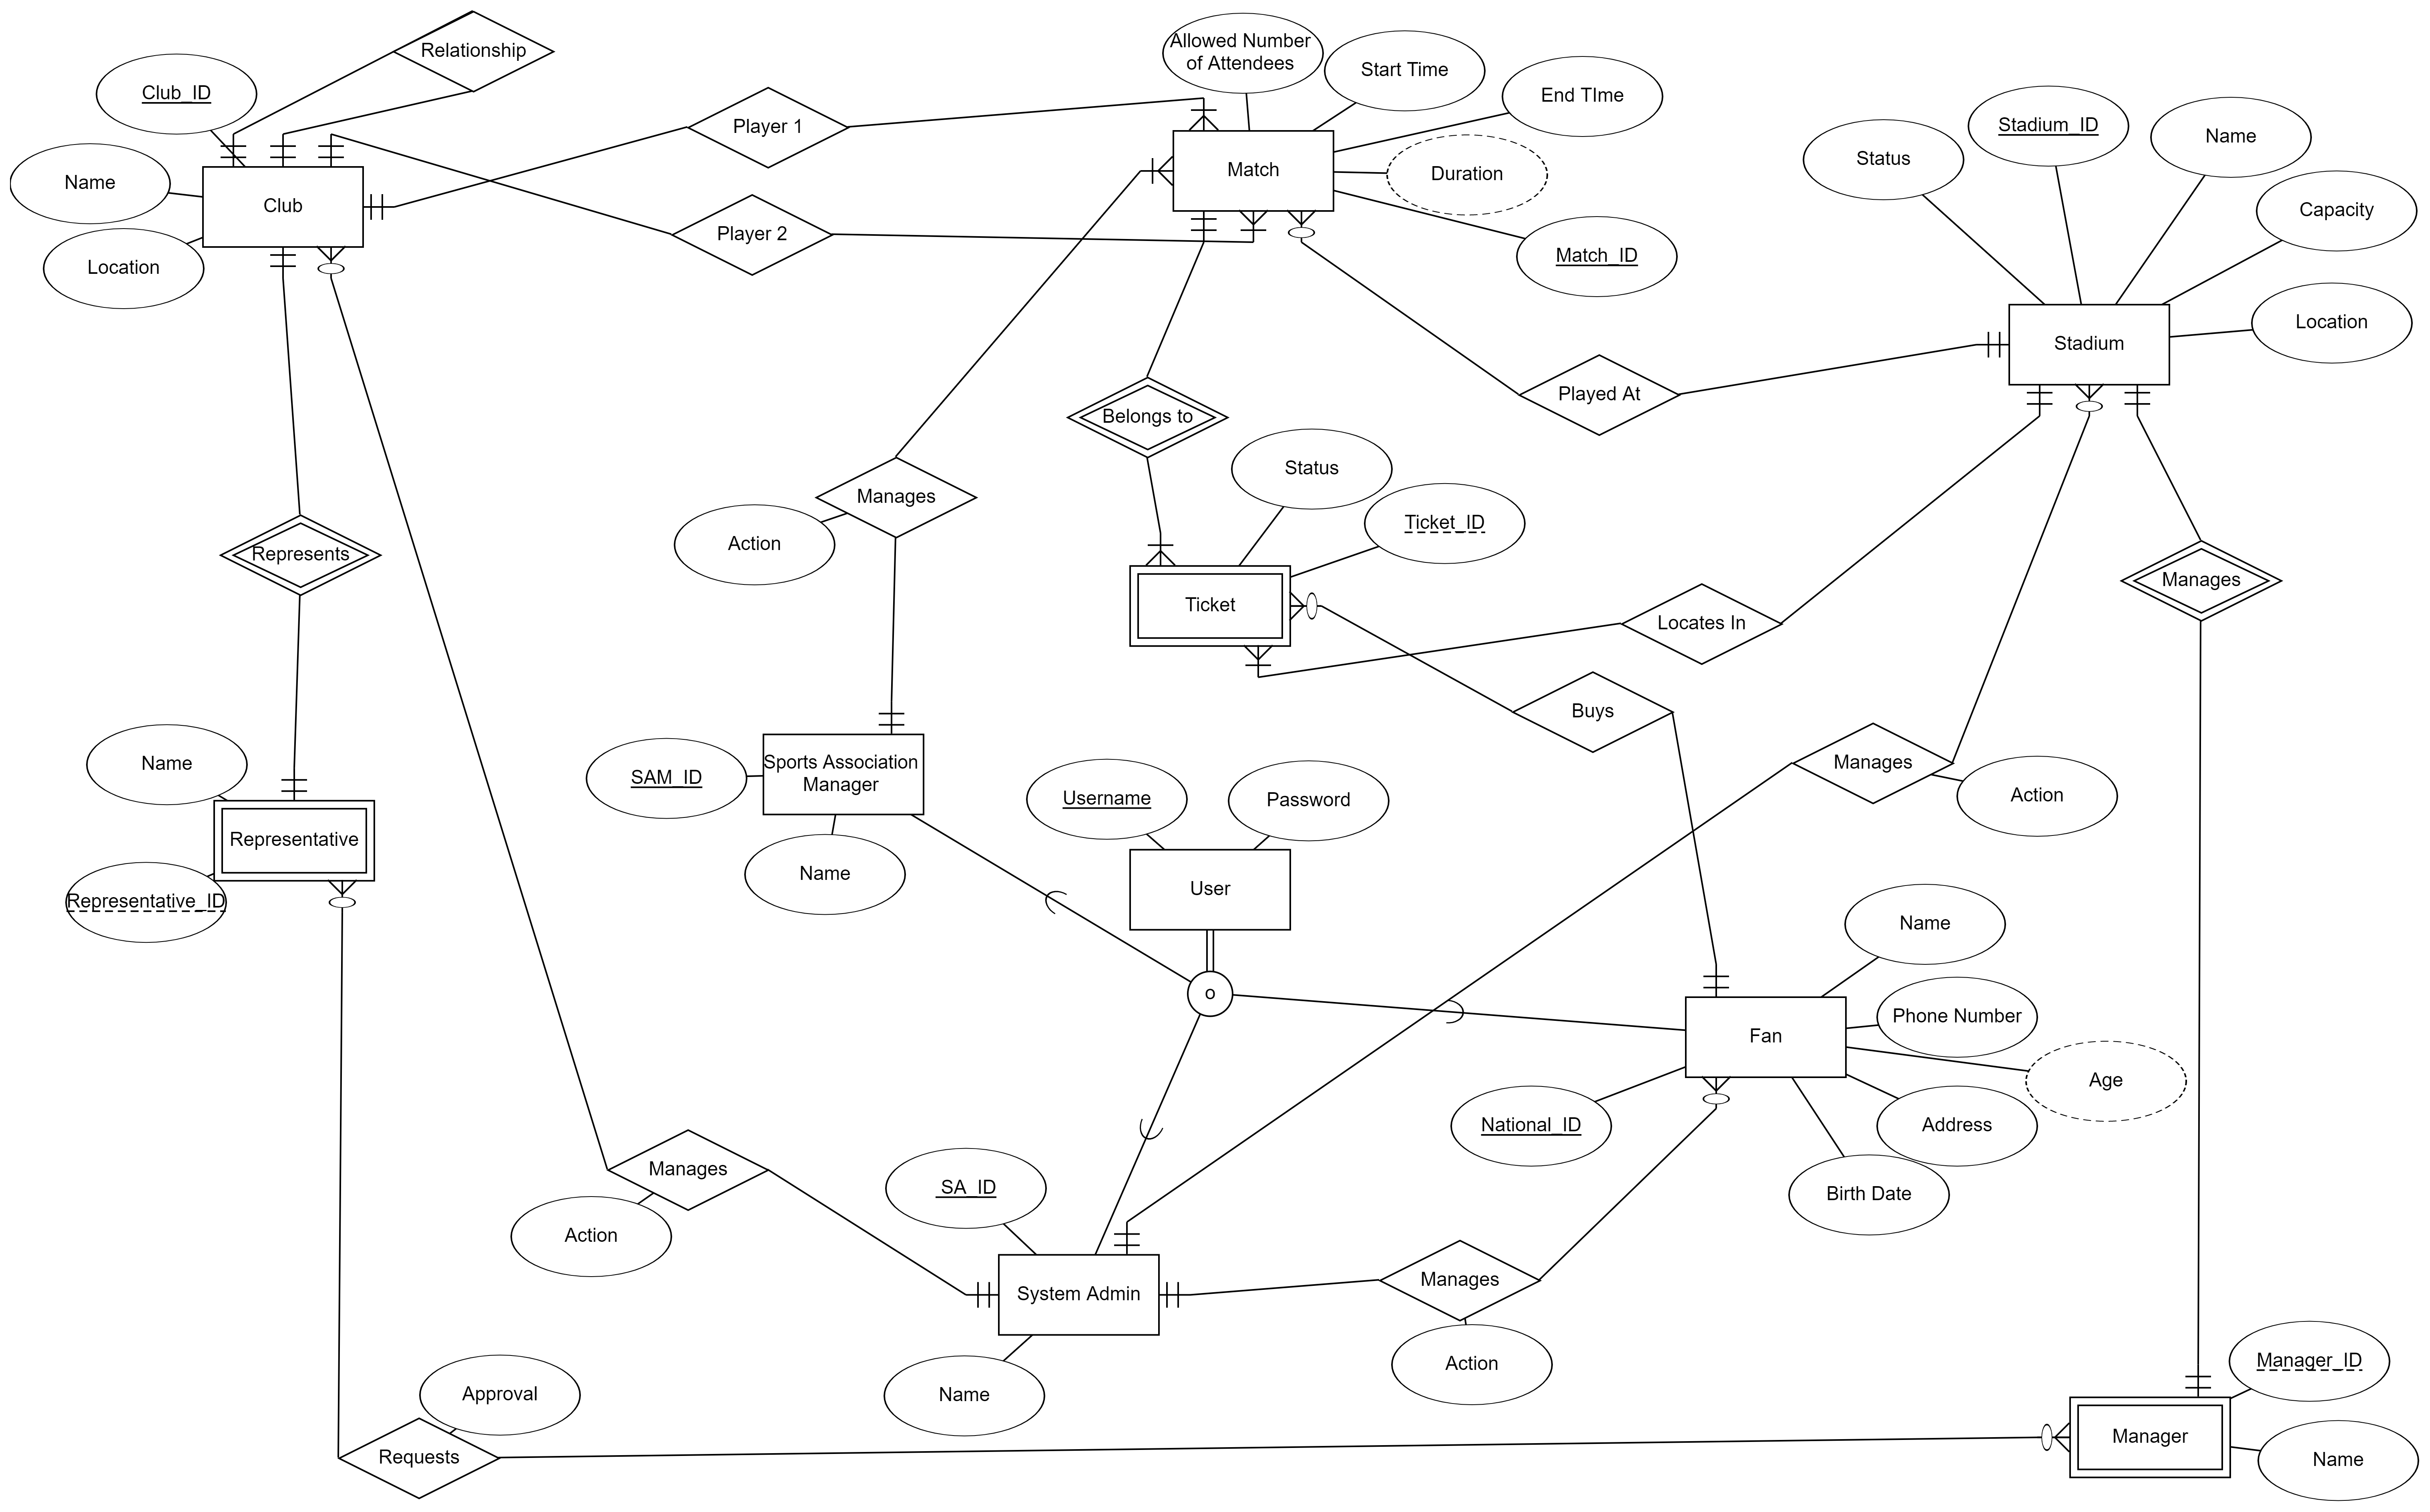 Relationship
Allowed Number
of Attendees
Start Time
End TIme
Club_ID
Player 1
Status
Stadium_ID
Name
Match
Duration
Name
Club
Player 2
Capacity
Location
Match_ID
Location
Stadium
Played At
Belongs to
Status
Manages
Ticket_ID
Action
Represents
Manages
Ticket
Locates In
Buys
Name
SAM_ID
Sports Association
Manager
Manages
Action
Username
Password
Representative
Name
User
Representative_ID
Name
o
Phone Number
Fan
Age
National_ID
Address
Manages
SA_ID
Birth Date
Action
System Admin
Manages
Action
Manager_ID
Approval
Name
Manager
Requests
Name